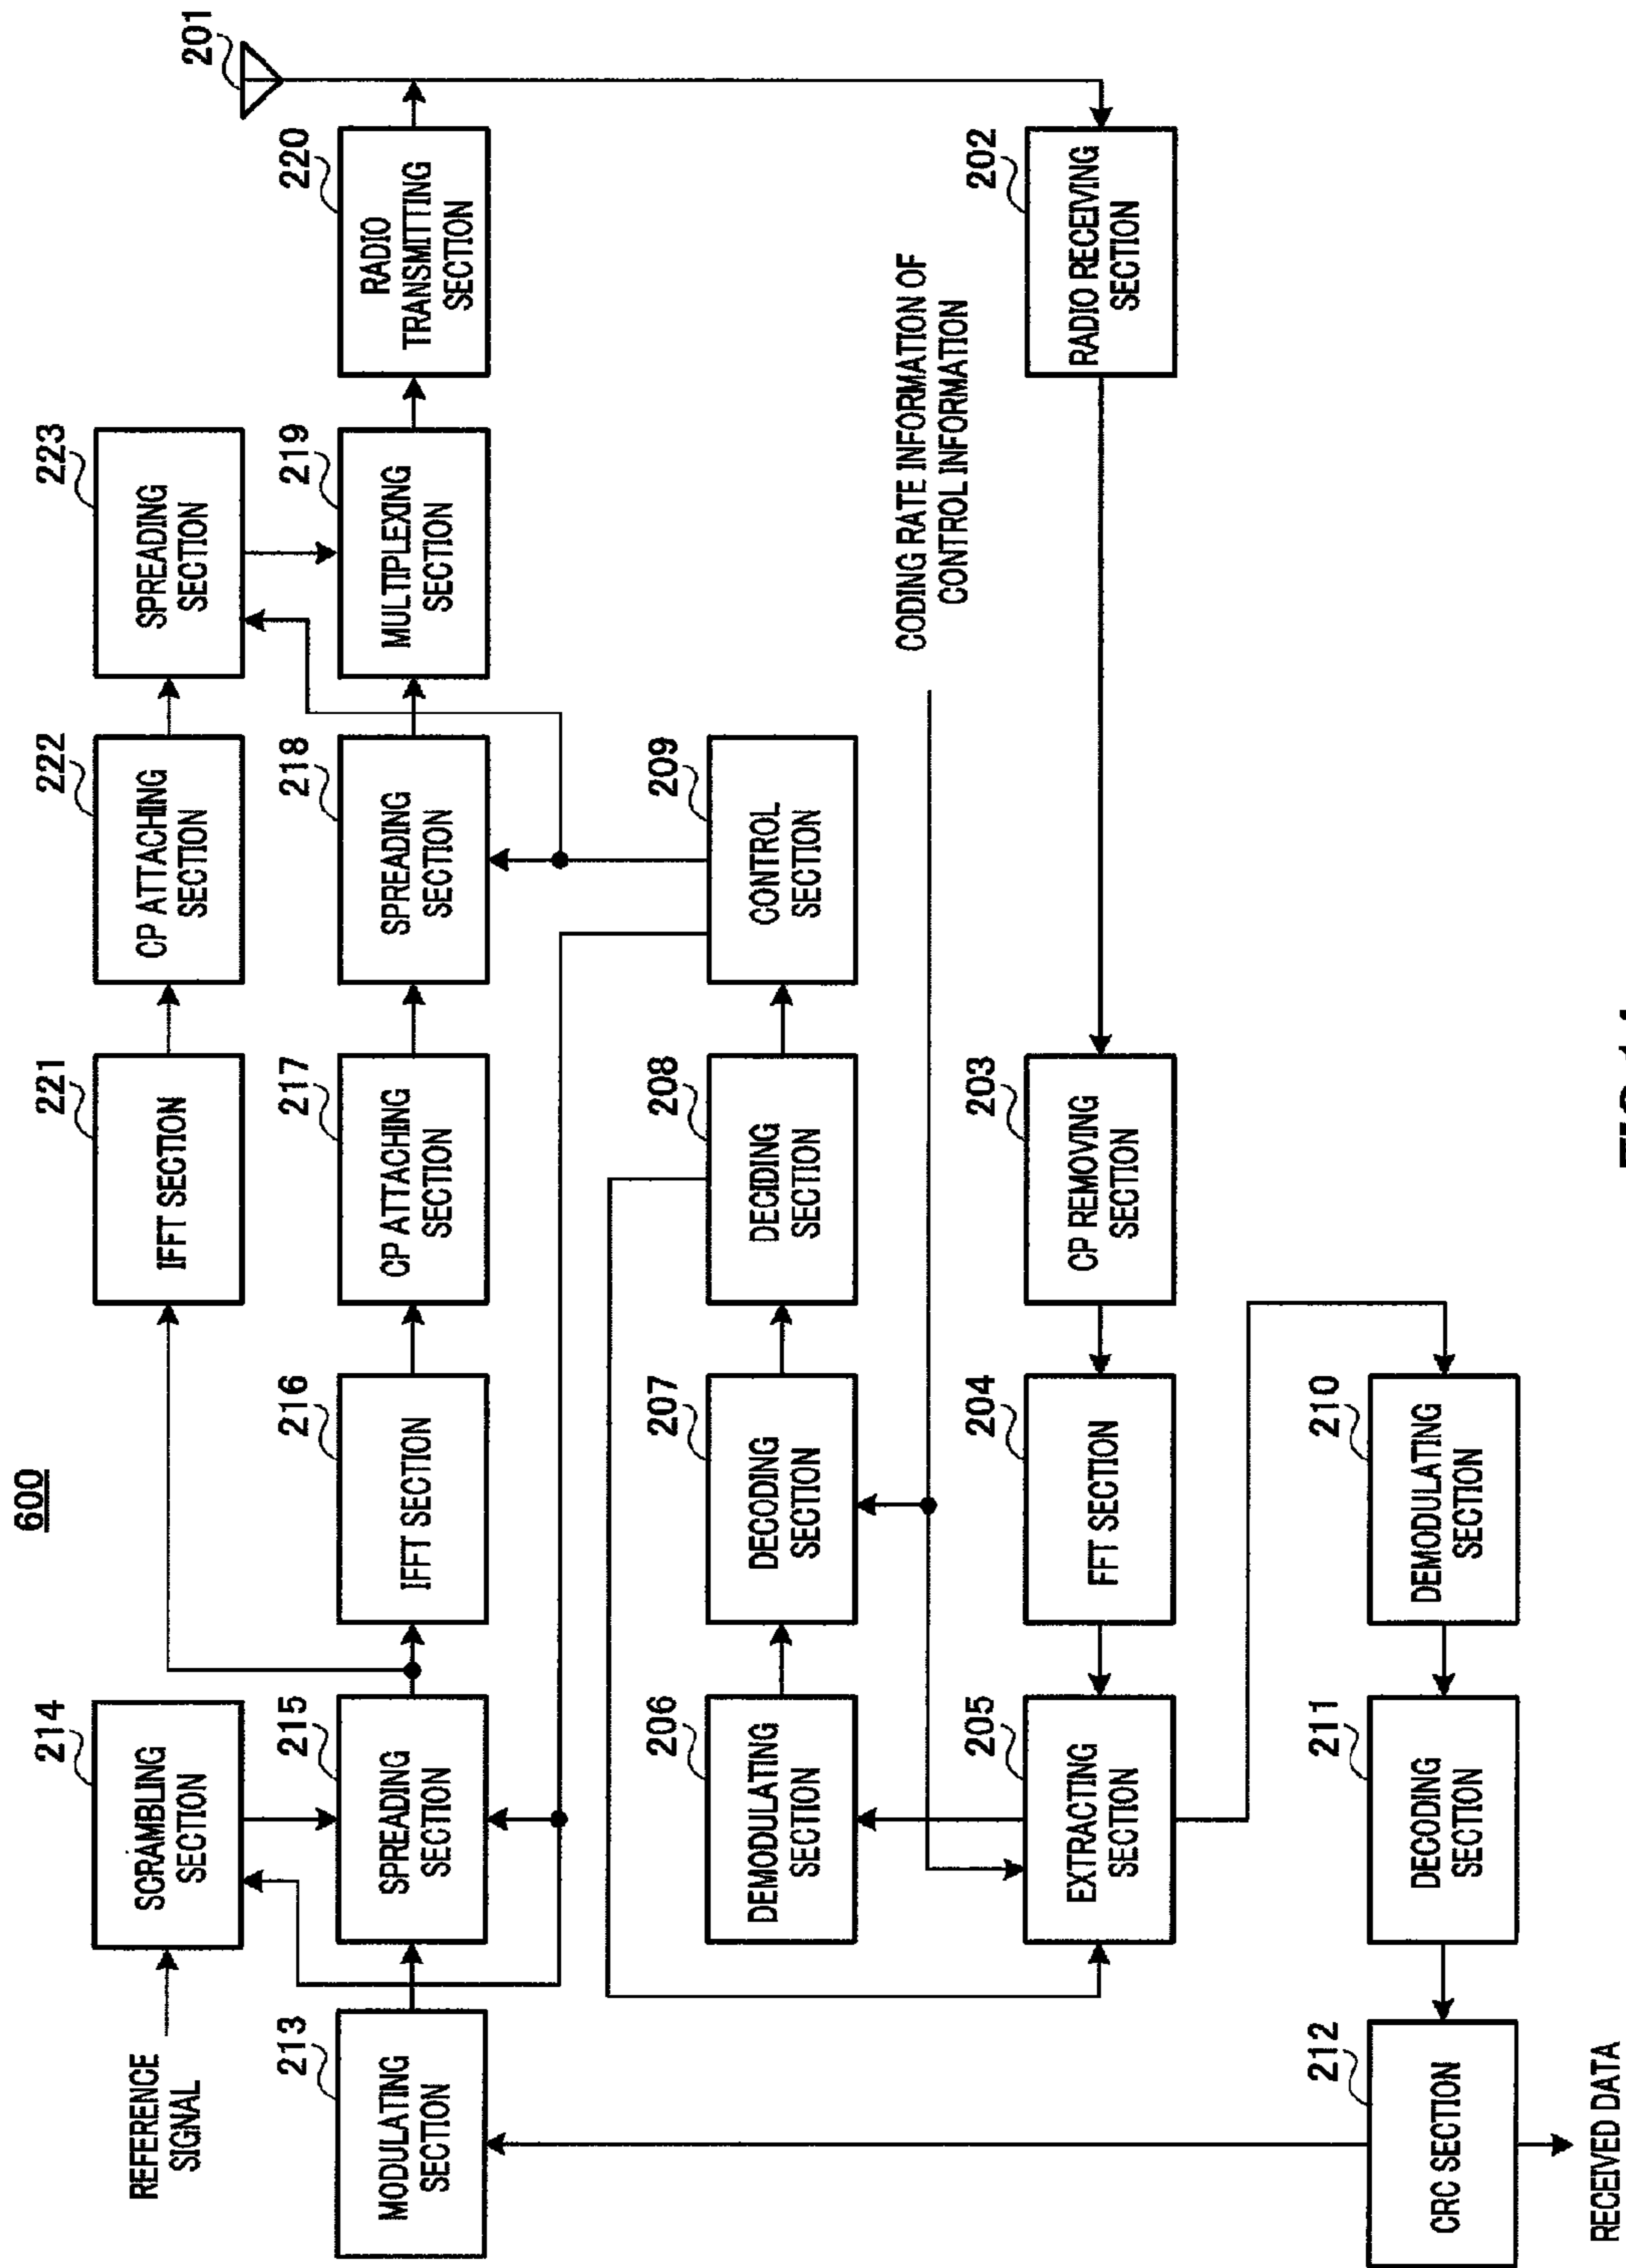 600
201
REFERENCE
SIGNAL
214
SCRAMBLING
SECTION
221
IFFT SECTION
222
CP ATTACHING
SECTION
223
SPREADING
SECTION
213
MODULATING
SECTION
215
SPREADING
SECTION
216
IFFT SECTION
217
CP ATTACHING
SECTION
218
SPREADING
SECTION
219
MULTIPLEXING
SECTION
220
RADIO
TRANSMITTING
SECTION
206
DEMODULATING
SECTION
207
DECODING
SECTION
208
DECIDING
SECTION
209
CONTROL
SECTION
CODING RATE INFORMATION OF
CONTROL INFORMATION
205
EXTRACTING
SECTION
204
FFT SECTION
203
CP REMOVING
SECTION
202
RADIO RECEIVING
SECTION
212
CRC SECTION
211
DECODING
SECTION
210
DEMODULATING
SECTION
RECEIVED DATA